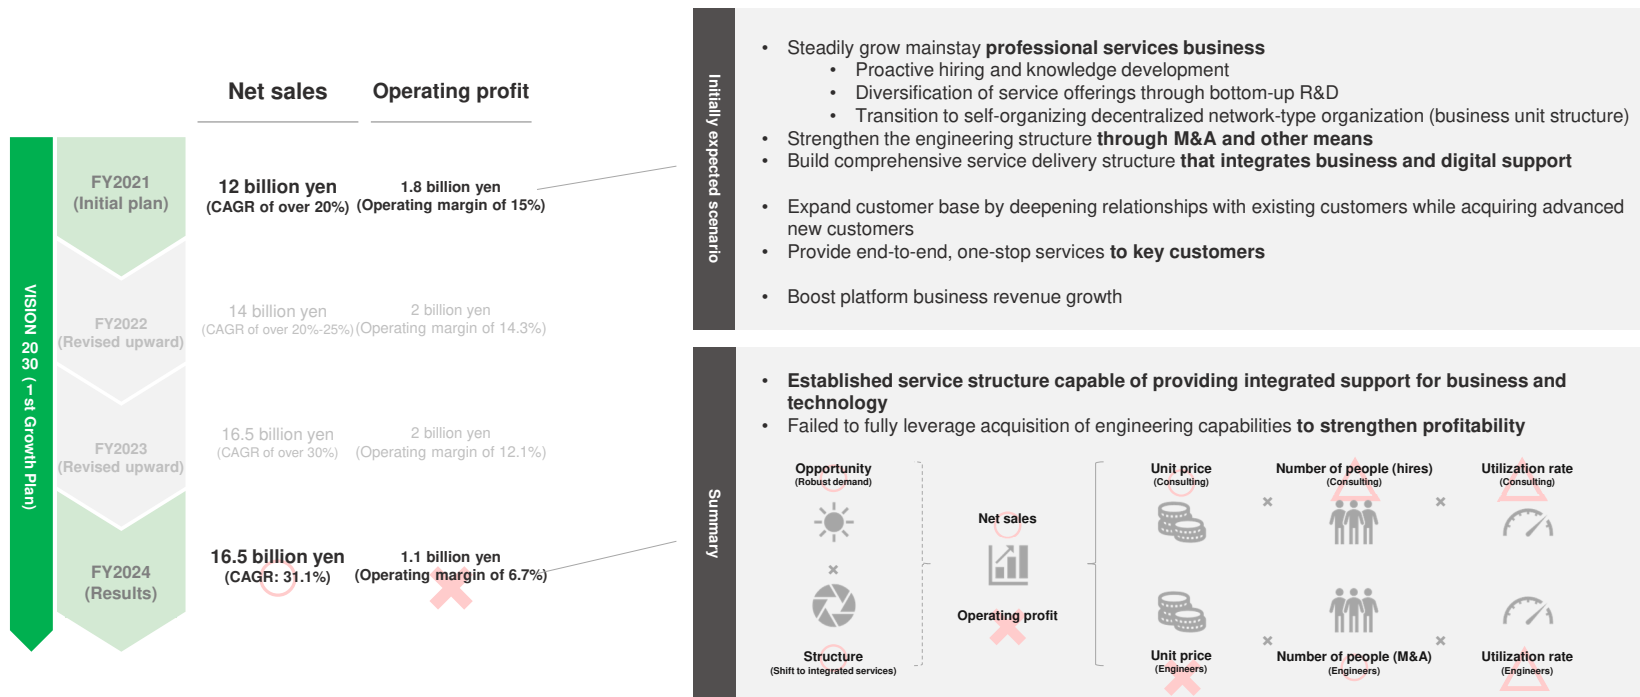 VISION 20
30 (1st Growth Plan)
Net sales
Operating profit
FY2021
(Initial plan)
12 billion yen
(CAGR of over 20%)
1.8 billion yen
(Operating margin of 15%)
FY2022
(Revised upward)
14 billion yen
(CAGR of over 20%-25%)
2 billion yen
(Operating margin of 14.3%)
FY2023
(Revised upward)
16.5 billion yen
(CAGR of over 30%)
2 billion yen
(Operating margin of 12.1%)
FY2024
(Results)
16.5 billion yen
(CAGR: 31.1%)
1.1 billion yen
(Operating margin of 6.7%)
Initially expected scenario
• Steadily grow mainstay professional services business
• Proactive hiring and knowledge development
• Diversification of service offerings through bottom-up R&D
• Transition to self-organizing decentralized network-type organization (business unit structure)
• Strengthen the engineering structure through M&A and other means
• Build comprehensive service delivery structure that integrates business and digital support
• Expand customer base by deepening relationships with existing customers while acquiring advanced
new customers
• Provide end-to-end, one-stop services to key customers
• Boost platform business revenue growth
Summary
• Established service structure capable of providing integrated support for business and
technology
• Failed to fully leverage acquisition of engineering capabilities to strengthen profitability
Opportunity
(Robust demand)
×
Structure
(Shift to integrated services)
Net sales
Operating profit
Unit price
(Consulting)
×
Number of people (hires)
(Consulting)
×
Utilization rate
(Consulting)
Unit price
(Engineers)
×
Number of people (M&A)
(Engineers)
×
Utilization rate
(Engineers)